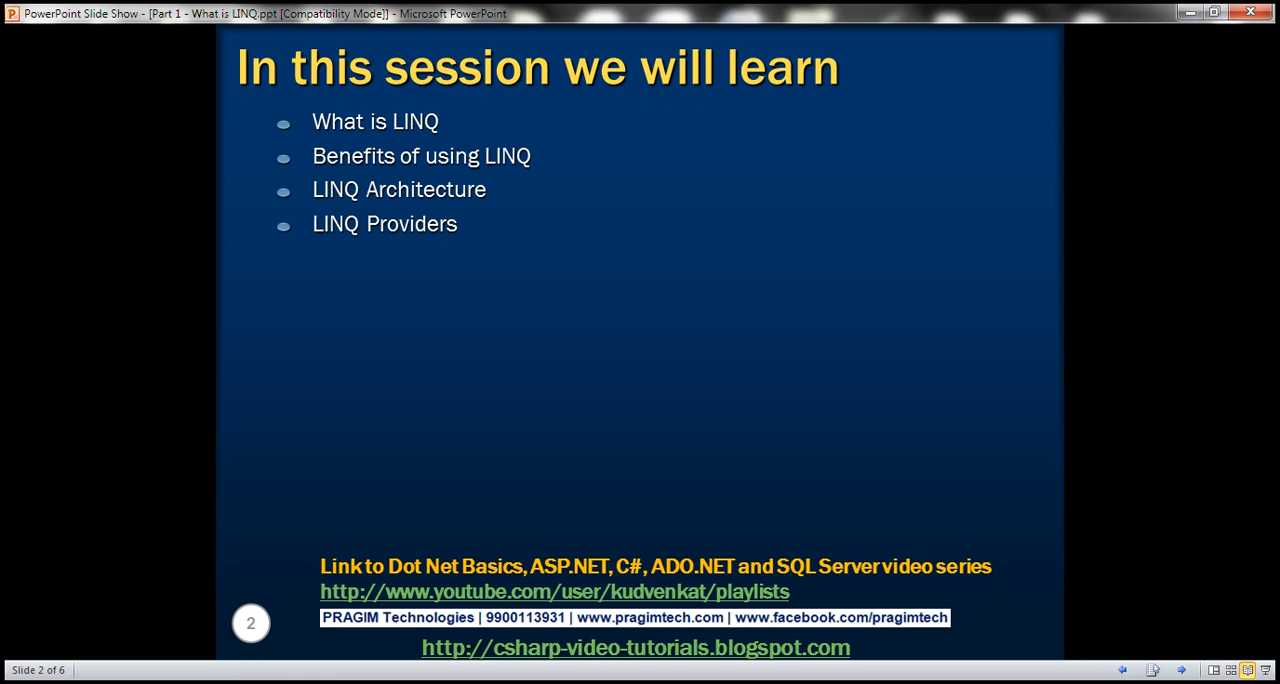 PowerPoint Slide Show - [Part 1 - What is LINQ.ppt [Compatibility Mode]] - Microsoft PowerPoint
In this session we will learn
What is LINQ
Benefits of using LINQ
LINQ Architecture
LINQ Providers
Link to Dot Net Basics, ASP.NET, C#, ADO.NET and SQL Server video series
http://www.youtube.com/user/kudvenkat/playlists
PRAGIM Technologies | 9900113931 | www.pragimtech.com | www.facebook.com/pragimtech
2
http://csharp-video-tutorials.blogspot.com
Slide 2 of 6